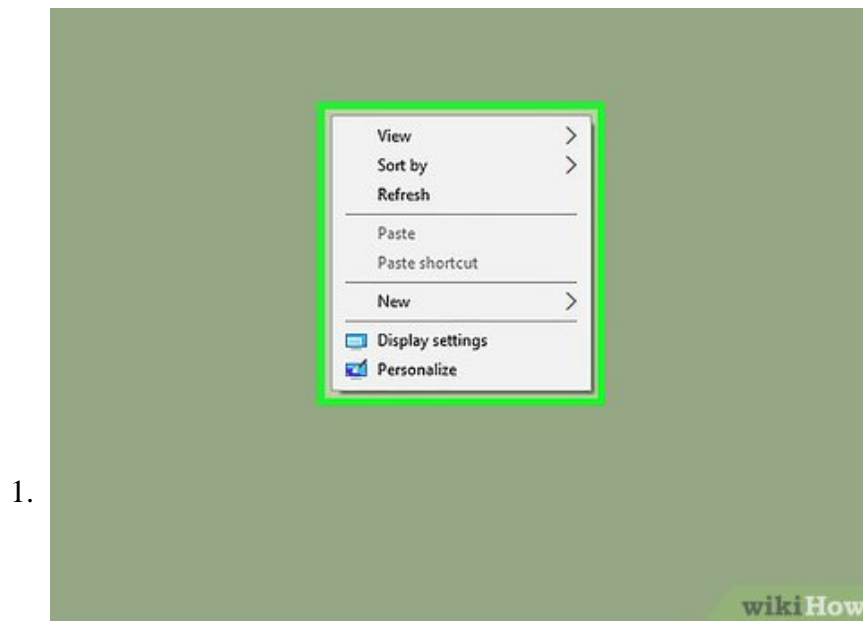 View
Sort by
Refresh
Paste
Paste shortcut
New
Display settings
Personalize
1.
wikiHow